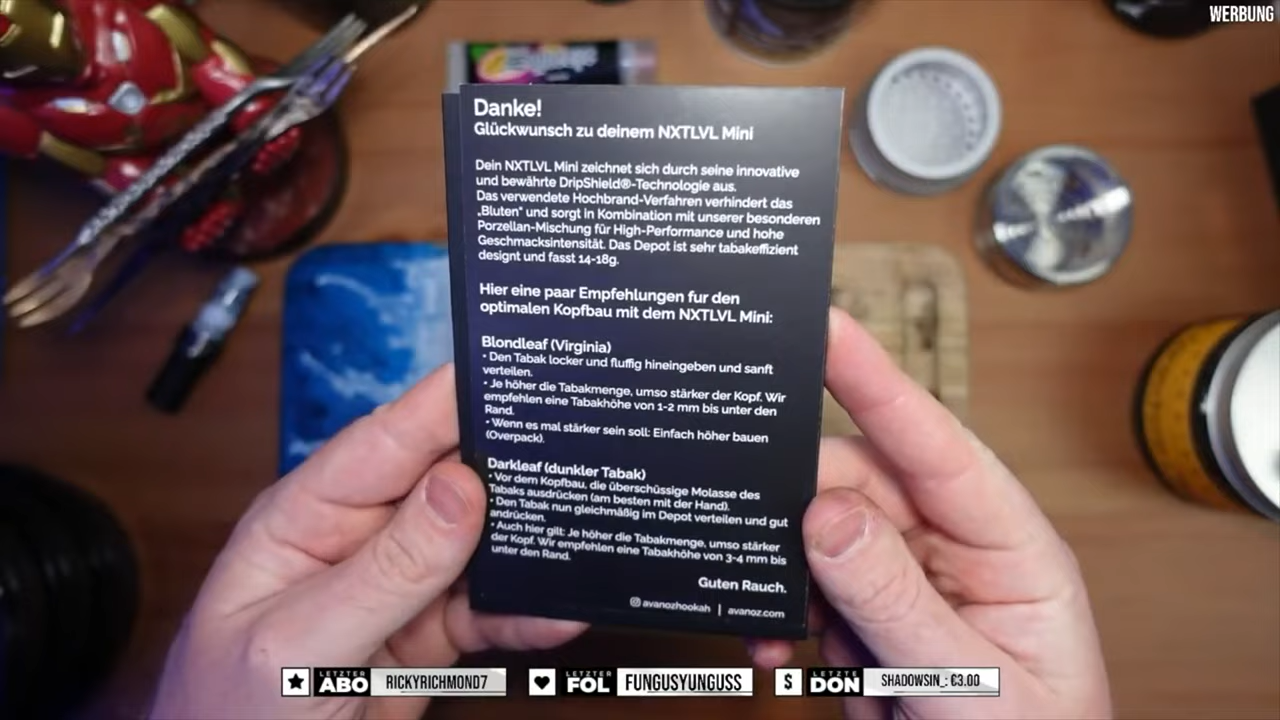 WERBUNG
Danke!
Glückwunsch zu deinem NXTLVL Mini
Dein NXTLVL Mini zeichnet sich durch seine innovative
und bewährte DripShield®-Technologie aus.
Das verwendete Hochbrand-Verfahren verhindert das
„Bluten" und sorgt in Kombination mit unserer besonderen
Porzellan-Mischung für High-Performance und hohe
Geschmacksintensität. Das Depot ist sehr tabakeffizient
designt und fasst 14-18g.
Hier eine paar Empfehlungen fur den
optimalen Kopfbau mit dem NXTLVL Mini:
Blondleaf (Virginia)
• Den Tabak locker und fluffig hineingeben und sanft
verteilen.
• Je höher die Tabakmenge, umso stärker der Kopf. Wir
empfehlen eine Tabakhöhe von 1-2 mm bis unter den
Rand.
• Wenn es mal stärker sein soll: Einfach höher bauen
(Overpack).
Darkleaf (dunkler Tabak)
• Vor dem Kopfbau, die überschüssige Molasse des
Tabaks ausdrücken (am besten mit der Hand).
• Den Tabak nun gleichmäßig im Depot verteilen und gut
andrücken.
• Auch hier gilt: Je höher die Tabakmenge, umso stärker
der Kopf. Wir empfehlen eine Tabakhöhe von 3-4 mm bis
unter den Rand.
Guten Rauch.
avanozhookah | avanoz.com
LETZTER ABO RICKYRICHMOND7
LETZTER FOL FUNGUSYUNGUSS
$ LETZTE DON SHADOWSIN_: €3.00